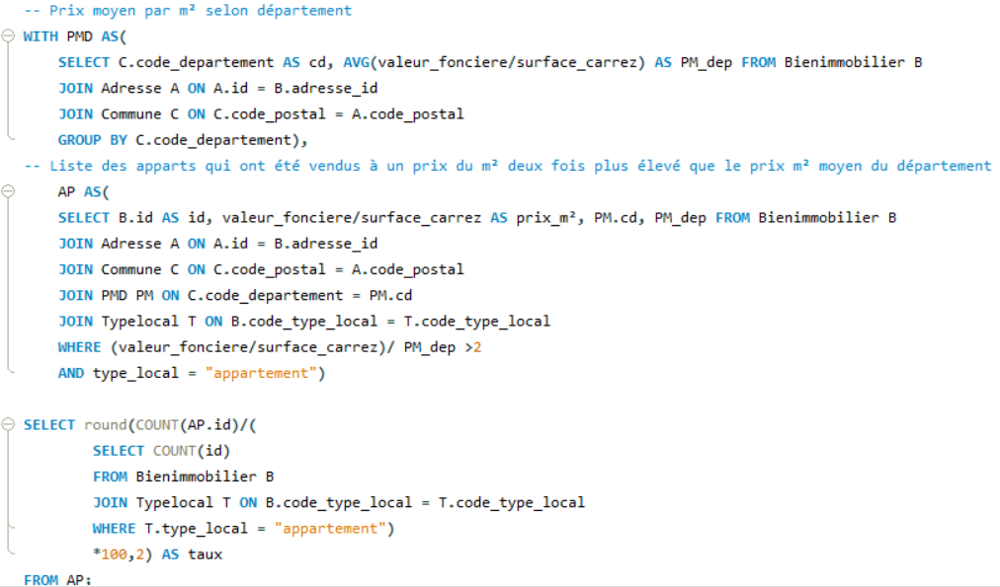 -- Prix moyen par m² selon département
WITH PMD AS(
SELECT C.code_departement AS cd, AVG(valeur_fonciere/surface_carrez) AS PM_dep FROM Bienimmobilier B
JOIN Adresse A ON A.id = B.adresse_id
JOIN Commune C ON C.code_postal = A.code_postal
GROUP BY C.code_departement),
-- Liste des apparts qui ont été vendus à un prix du m² deux fois plus élevé que le prix m² moyen du département
AP AS(
SELECT B.id AS id, valeur_fonciere/surface_carrez AS prix_m², PM.cd, PM_dep FROM Bienimmobilier B
JOIN Adresse A ON A.id = B.adresse_id
JOIN Commune C ON C.code_postal = A.code_postal
JOIN PMD PM ON C.code_departement = PM.cd
JOIN Typelocal T ON B.code_type_local = T.code_type_local
WHERE (valeur_fonciere/surface_carrez)/ PM_dep >2
AND type_local = "appartement")
SELECT round(COUNT(AP.id)/(
SELECT COUNT(id)
FROM Bienimmobilier B
JOIN Typelocal T ON B.code_type_local = T.code_type_local
WHERE T.type_local = "appartement")
*100,2) AS taux
FROM AP;